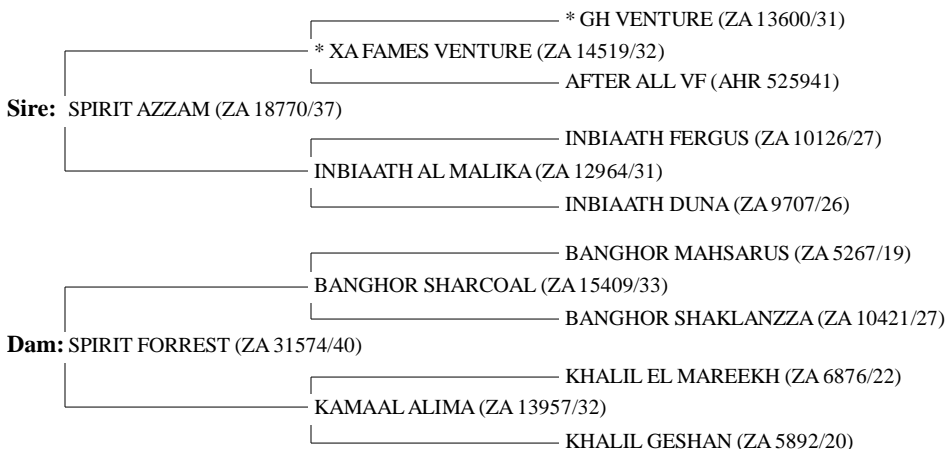 * GH VENTURE (ZA 13600/31)
* XA FAMES VENTURE (ZA 14519/32)
AFTER ALL VF (AHR 525941)
Sire: SPIRIT AZZAM (ZA 18770/37)
INBIAATH FERGUS (ZA 10126/27)
INBIAATH AL MALIKA (ZA 12964/31)
INBIAATH DUNA (ZA 9707/26)
BANGHOR MAHSARUS (ZA 5267/19)
BANGHOR SHARCOAL (ZA 15409/33)
BANGHOR SHAKLANZZA (ZA 10421/27)
Dam: SPIRIT FORREST (ZA 31574/40)
KHALIL EL MAREEKH (ZA 6876/22)
KAMAAL ALIMA (ZA 13957/32)
KHALIL GESHAN (ZA 5892/20)